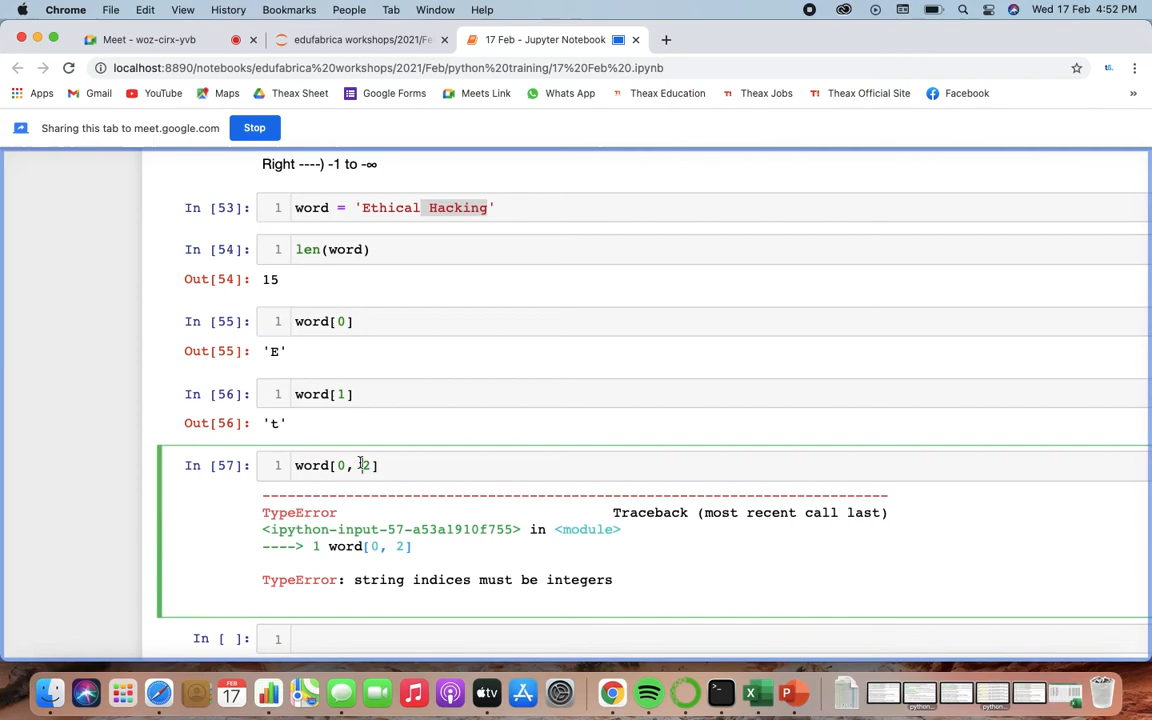 Chrome File Edit View History Bookmarks People Tab Window Help Wed 17 Feb 4:52 PM
Meet - woz-cirx-yvb edufabrica workshops/2021/Fe 17 Feb - Jupyter Notebook
localhost:8890/notebooks/edufabrica%20workshops/2021/Feb/python%20training/17%20Feb%20.ipynb
Apps Gmail YouTube Maps Theax Sheet Google Forms Meets Link Whats App Theax Education Theax Jobs Theax Official Site Facebook »
Sharing this tab to meet.google.com Stop
Right ----) -1 to -∞
In [53]: 1 word = 'Ethical Hacking'
In [54]: 1 len(word)
Out[54]: 15
In [55]: 1 word[0]
Out[55]: 'E'
In [56]: 1 word[1]
Out[56]: 't'
In [57]: 1 word[0, 2]
---------------------------------------------------------------------------
TypeError Traceback (most recent call last)
<ipython-input-57-a53a1910f755> in <module>
----> 1 word[0, 2]
TypeError: string indices must be integers
In [ ]: 1
FEB
17